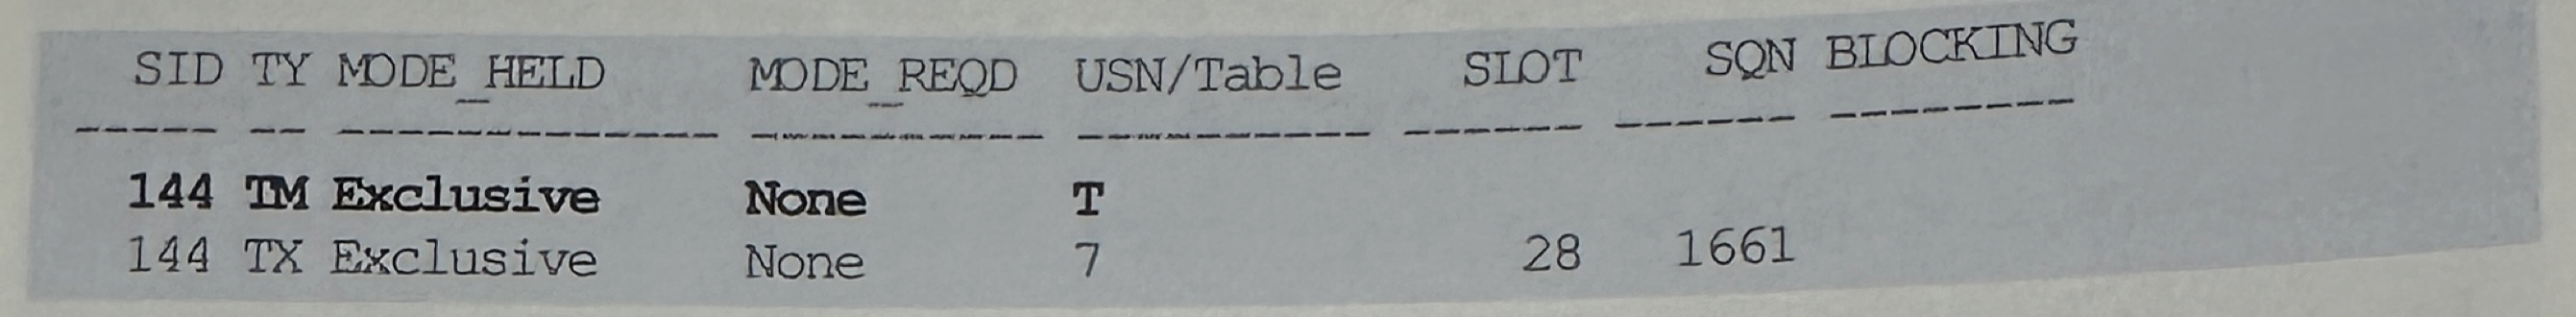 SID TY MODE_HELD MODE_REQD USN/Table SLOT SQN BLOCKING
----- -- -------------- ---------- ---------- ------ ------ --------
144 TM Exclusive None T
144 TX Exclusive None 7 28 1661